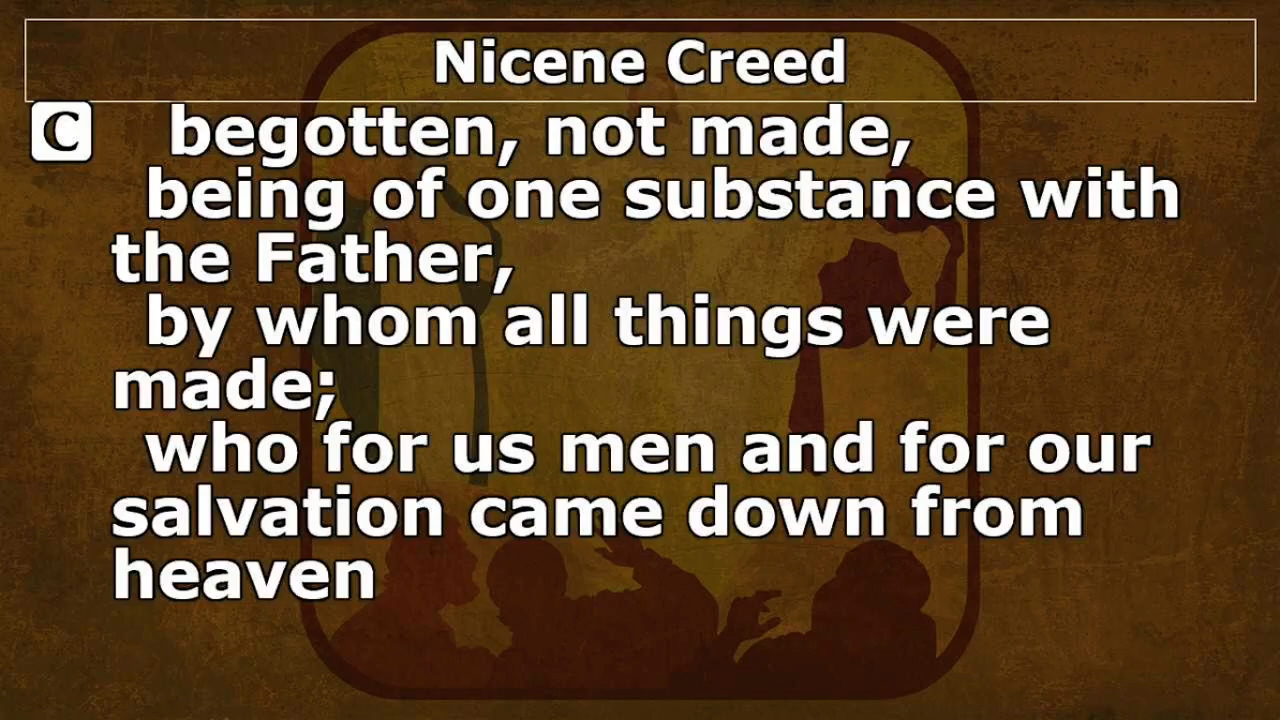 Nicene Creed
C begotten, not made,
being of one substance with
the Father,
by whom all things were
made;
who for us men and for our
salvation came down from
heaven